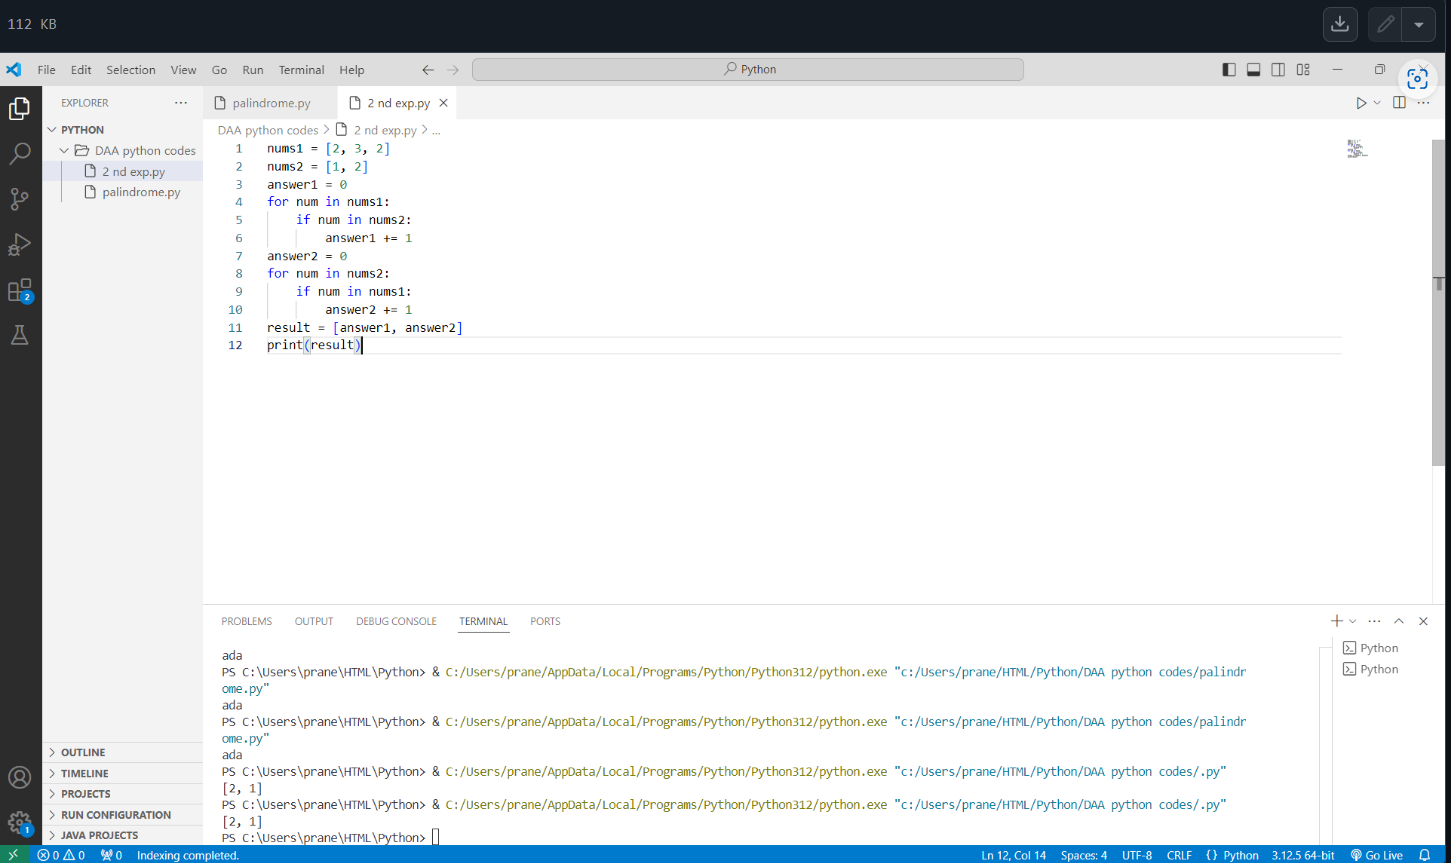 112 KB
File Edit Selection View Go Run Terminal Help
Python
EXPLORER
palindrome.py
2 nd exp.py
PYTHON
DAA python codes
2 nd exp.py
palindrome.py
DAA python codes > 2 nd exp.py > ...
1 nums1 = [2, 3, 2]
2 nums2 = [1, 2]
3 answer1 = 0
4 for num in nums1:
5 if num in nums2:
6 answer1 += 1
7 answer2 = 0
8 for num in nums2:
9 if num in nums1:
10 answer2 += 1
11 result = [answer1, answer2]
12 print(result)
2
PROBLEMS OUTPUT DEBUG CONSOLE TERMINAL PORTS
ada
PS C:\Users\prane\HTML\Python> & C:/Users/prane/AppData/Local/Programs/Python/Python312/python.exe "c:/Users/prane/HTML/Python/DAA python codes/palindr
ome.py"
ada
PS C:\Users\prane\HTML\Python> & C:/Users/prane/AppData/Local/Programs/Python/Python312/python.exe "c:/Users/prane/HTML/Python/DAA python codes/palindr
ome.py"
ada
PS C:\Users\prane\HTML\Python> & C:/Users/prane/AppData/Local/Programs/Python/Python312/python.exe "c:/Users/prane/HTML/Python/DAA python codes/.py"
[2, 1]
PS C:\Users\prane\HTML\Python> & C:/Users/prane/AppData/Local/Programs/Python/Python312/python.exe "c:/Users/prane/HTML/Python/DAA python codes/.py"
[2, 1]
PS C:\Users\prane\HTML\Python>
Python
Python
OUTLINE
TIMELINE
PROJECTS
RUN CONFIGURATION
JAVA PROJECTS
1
0 0 0 Indexing completed.
Ln 12, Col 14 Spaces: 4 UTF-8 CRLF {} Python 3.12.5 64-bit Go Live